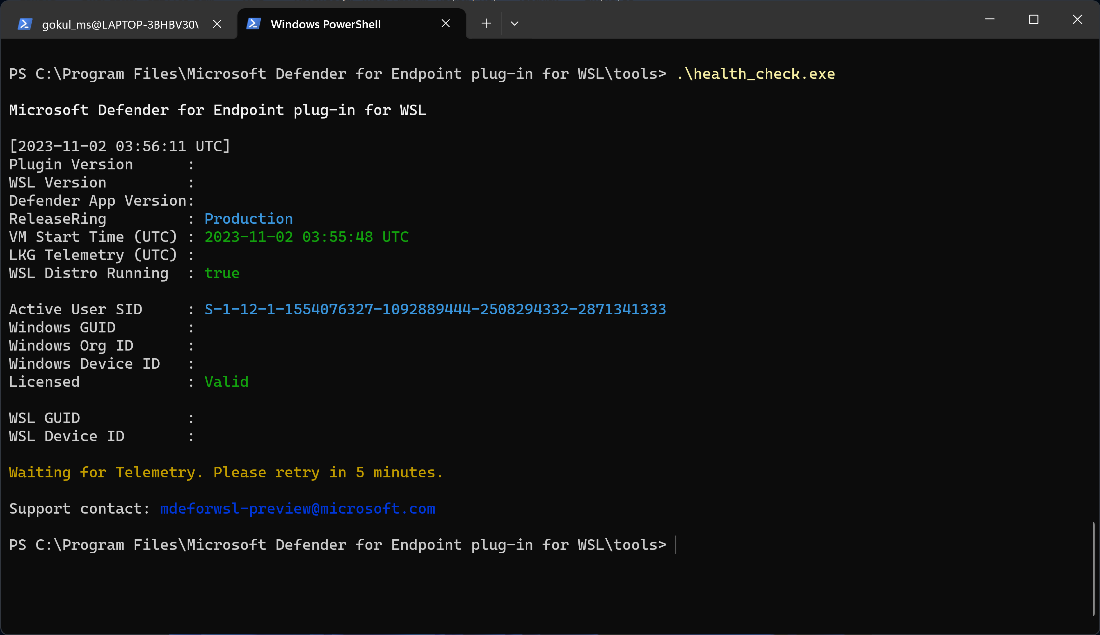 gokul_ms@LAPTOP-3BHBV30\
Windows PowerShell
PS C:\Program Files\Microsoft Defender for Endpoint plug-in for WSL\tools> .\health_check.exe
Microsoft Defender for Endpoint plug-in for WSL
[2023-11-02 03:56:11 UTC]
Plugin Version :
WSL Version :
Defender App Version:
ReleaseRing : Production
VM Start Time (UTC) : 2023-11-02 03:55:48 UTC
LKG Telemetry (UTC) :
WSL Distro Running : true
Active User SID : S-1-12-1-1554076327-1092889444-2508294332-2871341333
Windows GUID :
Windows Org ID :
Windows Device ID :
Licensed : Valid
WSL GUID :
WSL Device ID :
Waiting for Telemetry. Please retry in 5 minutes.
Support contact: mdeforwsl-preview@microsoft.com
PS C:\Program Files\Microsoft Defender for Endpoint plug-in for WSL\tools>